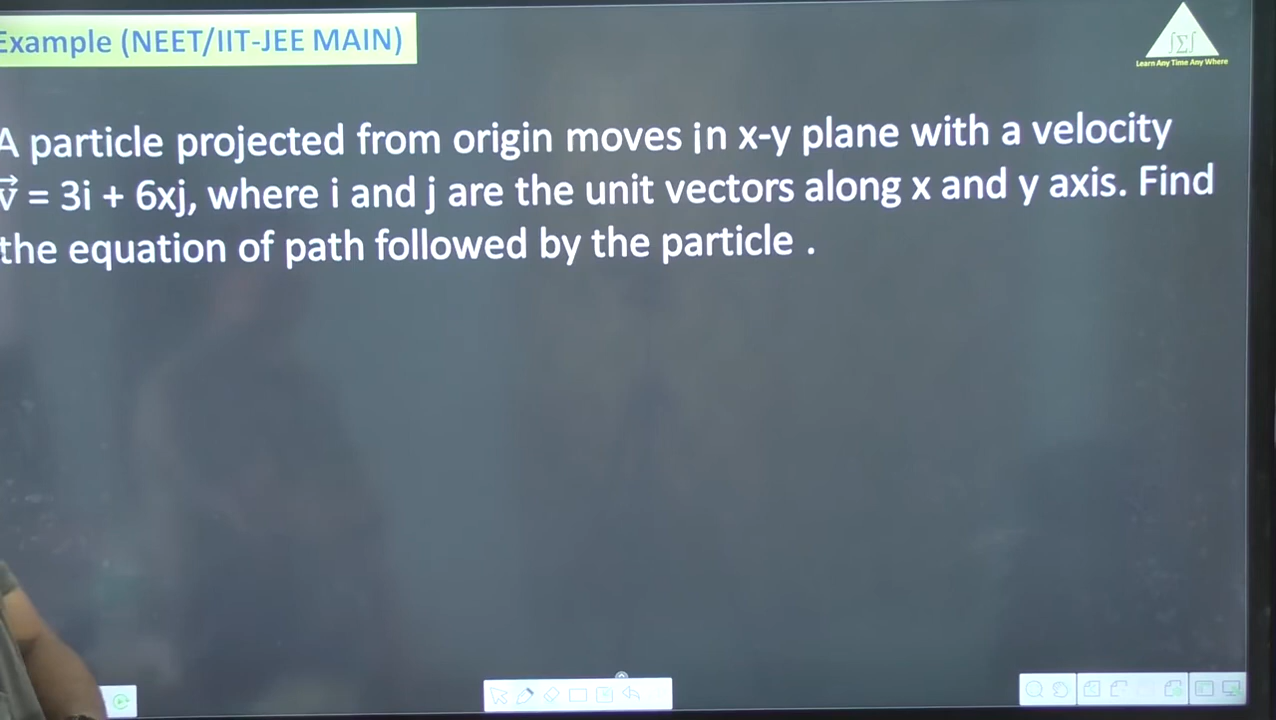 Example (NEET/IIT-JEE MAIN)
∫Σ∫
Learn Any Time Any Where
A particle projected from origin moves in x-y plane with a velocity
v⃗ = 3i + 6xj, where i and j are the unit vectors along x and y axis. Find
the equation of path followed by the particle .